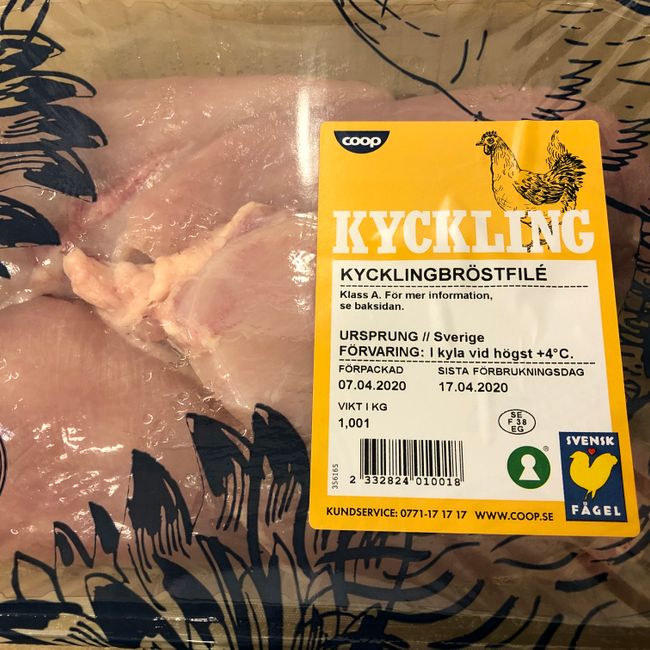 coop
KYCKLING
KYCKLINGBRÖSTFILÉ
Klass A. För mer information,
se baksidan.
URSPRUNG // Sverige
FÖRVARING: I kyla vid högst +4°C.
FÖRPACKAD SISTA FÖRBRUKNINGSDAG
07.04.2020 17.04.2020
VIKT I KG
1,001
SE
F 38
EG
356165
2 332824 010018
SVENSK
FÅGEL
KUNDSERVICE: 0771-17 17 17 WWW.COOP.SE